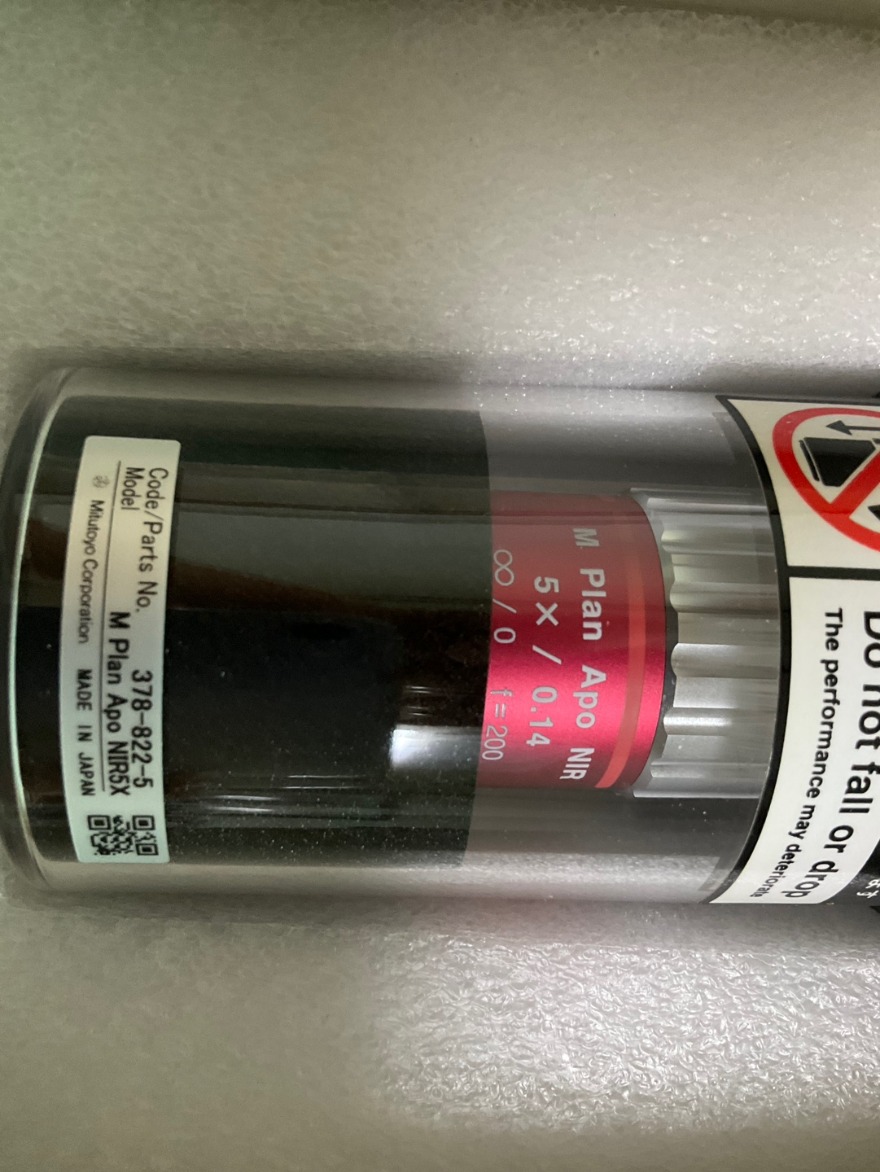 Code/Parts No. 378-822-5
Model M Plan Apo NIR5X
Mitutoyo Corporation MADE IN JAPAN
M Plan Apo NIR
5× / 0.14
∞ / 0 f=200
Do not fall or drop
The performance may deteriorate